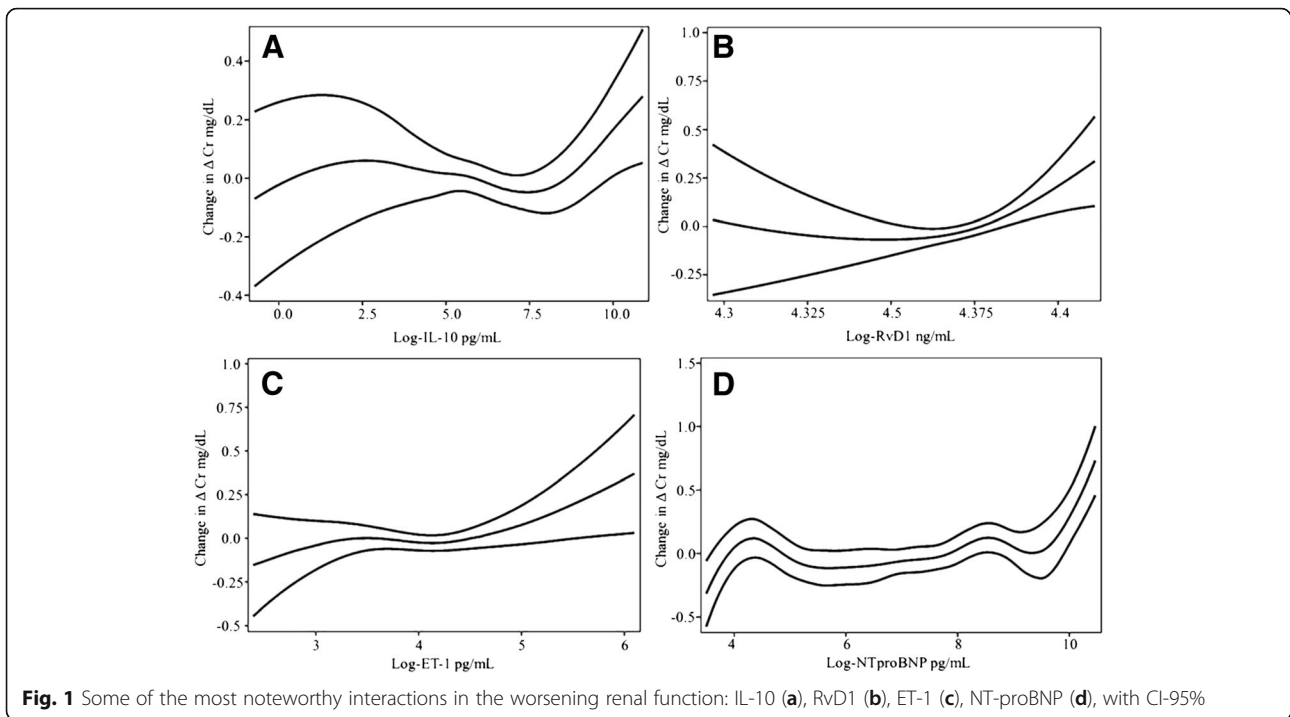 A
0.4
0.2
0.0
-0.2
-0.4
Change in Δ Cr mg/dL
0.0 2.5 5.0 7.5 10.0
Log-IL-10 pg/mL
B
1.0
0.75
0.5
0.25
0.0
-0.25
Change in Δ Cr mg/dL
4.3 4.325 4.5 4.375 4.4
Log-RvD1 ng/mL
C
1.0
0.75
0.5
0.25
0.0
-0.25
-0.5
Change in Δ Cr mg/dL
3 4 5 6
Log-ET-1 pg/mL
D
1.5
1.0
0.5
0.0
-0.5
Change in Δ Cr mg/dL
4 6 8 10
Log-NTproBNP pg/mL
Fig. 1 Some of the most noteworthy interactions in the worsening renal function: IL-10 (a), RvD1 (b), ET-1 (c), NT-proBNP (d), with CI-95%